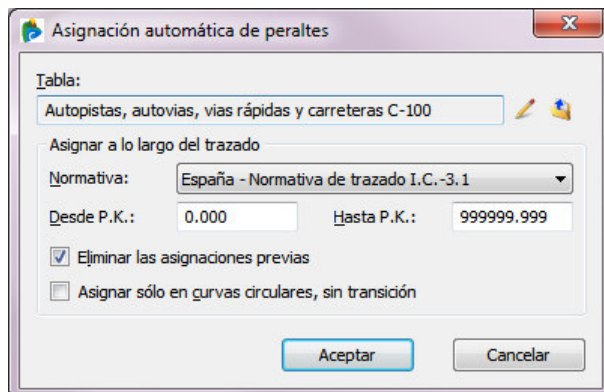 Asignación automática de peraltes
Tabla:
Autopistas, autovias, vias rápidas y carreteras C-100
Asignar a lo largo del trazado
Normativa: España - Normativa de trazado I.C.-3.1
Desde P.K.: 0.000 Hasta P.K.: 999999.999
Eliminar las asignaciones previas
Asignar sólo en curvas circulares, sin transición
Aceptar Cancelar